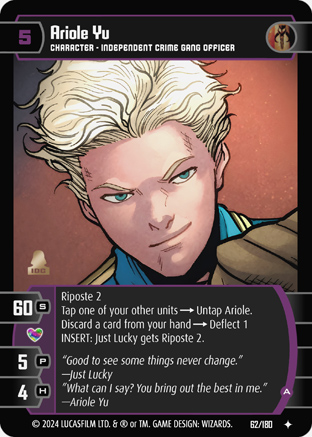 5
Ariole Yu
CHARACTER - INDEPENDENT CRIME GANG OFFICER
IDC
60 S
Riposte 2
Tap one of your other units → Untap Ariole.
Discard a card from your hand → Deflect 1
INSERT: Just Lucky gets Riposte 2.
5 P
“Good to see some things never change.”
—Just Lucky
4 H
“What can I say? You bring out the best in me.”
—Ariole Yu
A
© 2024 LUCASFILM LTD. & ® or TM. GAME DESIGN: WIZARDS.
62/180